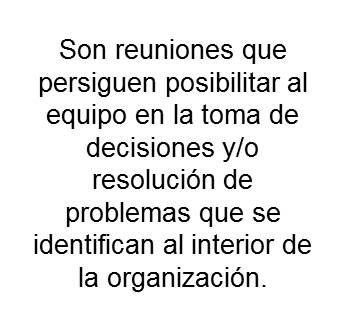 Son reuniones que
persiguen posibilitar al
equipo en la toma de
decisiones y/o
resolución de
problemas que se
identifican al interior de
la organización.